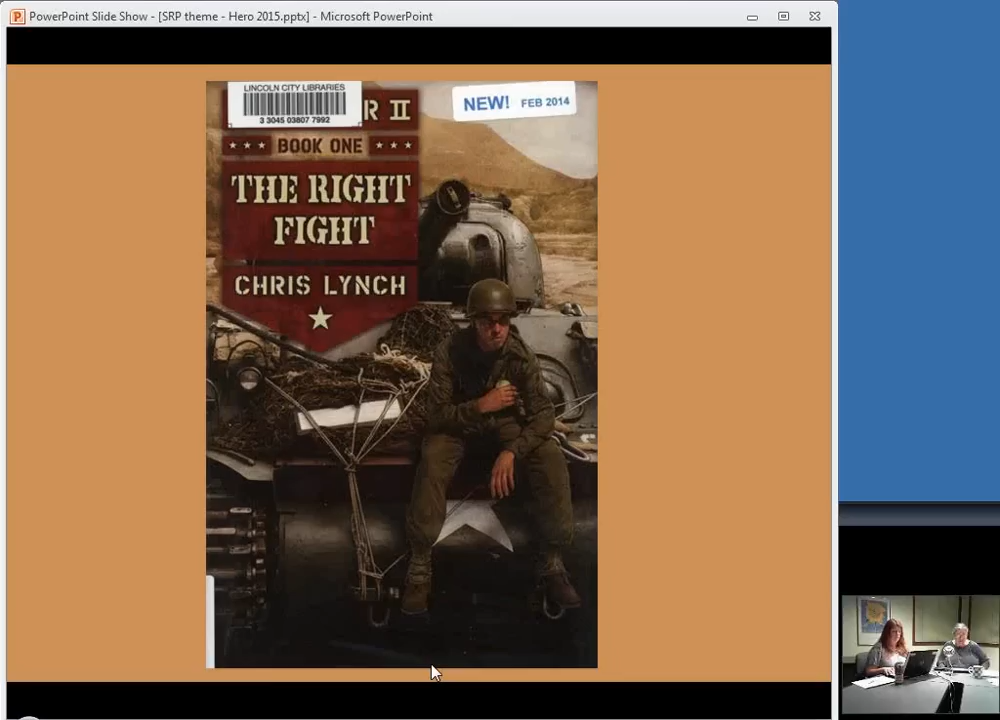 PowerPoint Slide Show - [SRP theme - Hero 2015.pptx] - Microsoft PowerPoint
LINCOLN CITY LIBRARIES
3 3045 03807 7992
R II
NEW! FEB 2014
BOOK ONE
THE RIGHT
FIGHT
CHRIS LYNCH